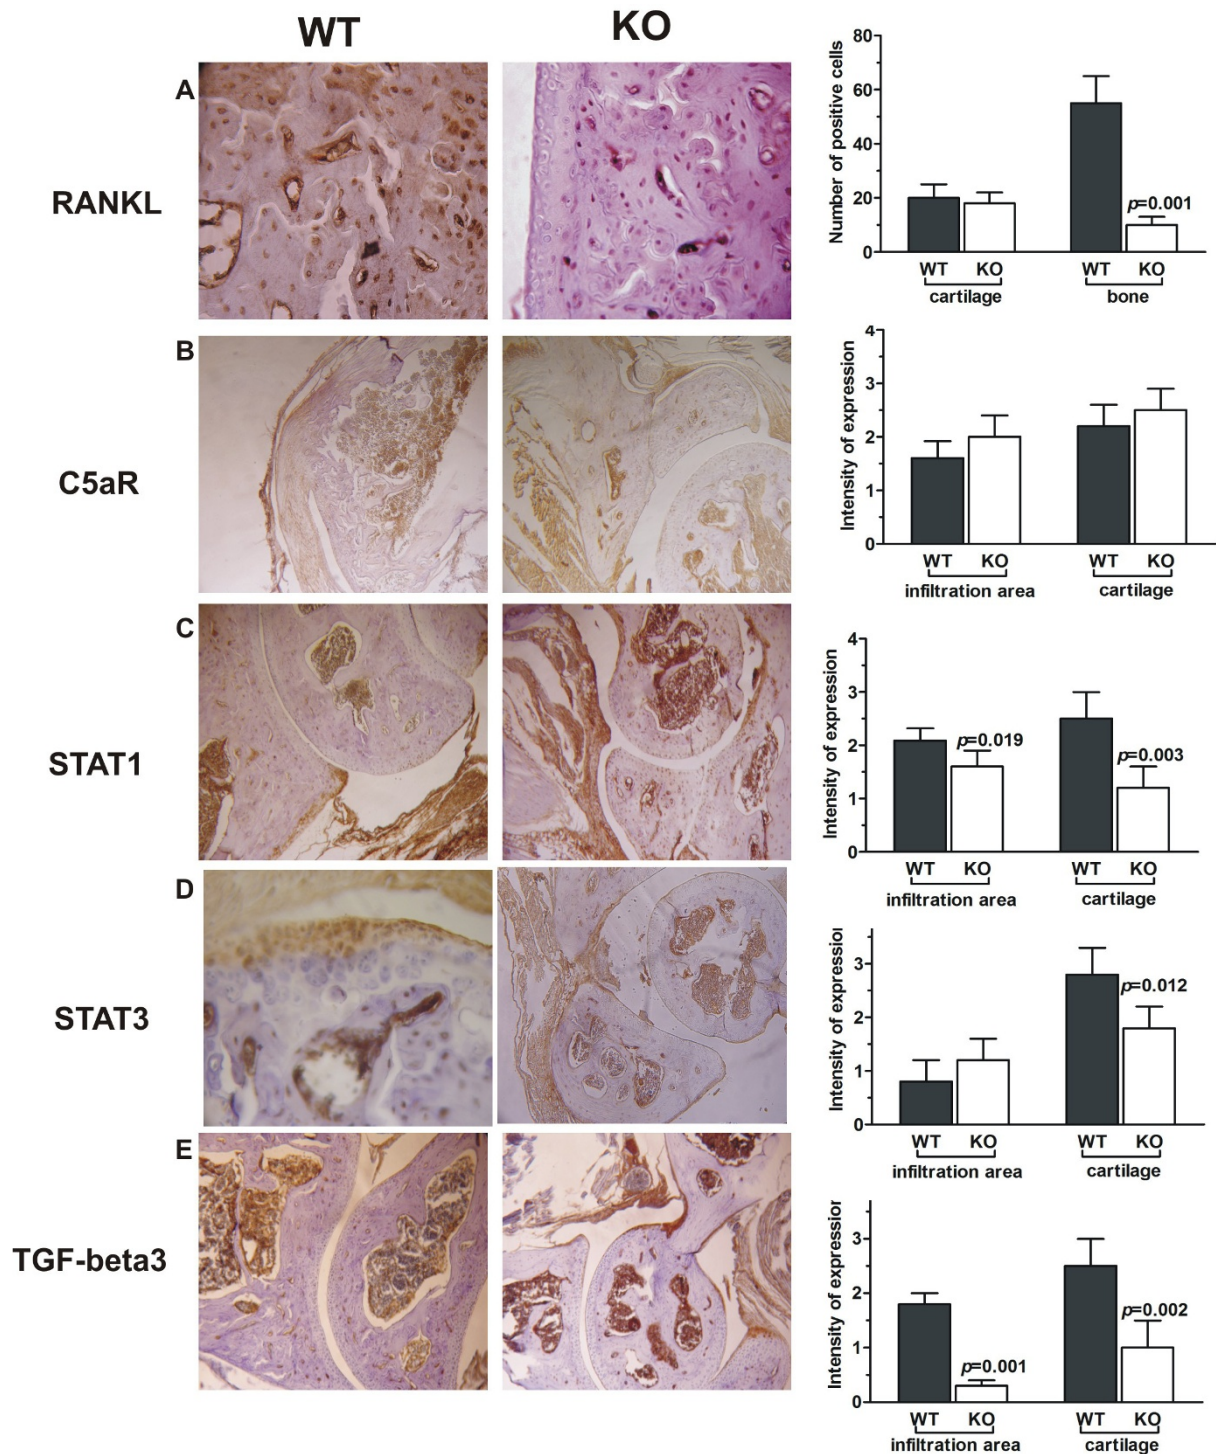 WT KO
A
RANKL
Number of positive cells
80
60
40
20
0
p=0.001
WT KO WT KO
cartilage bone
B
C5aR
Intensity of expression
4
3
2
1
0
WT KO WT KO
infiltration area cartilage
C
STAT1
Intensity of expression
4
3
2
1
0
p=0.019
p=0.003
WT KO WT KO
infiltration area cartilage
D
STAT3
Intensity of expression
3
2
1
0
p=0.012
WT KO WT KO
infiltration area cartilage
E
TGF-beta3
Intensity of expression
3
2
1
0
p=0.001
p=0.002
WT KO WT KO
infiltration area cartilage